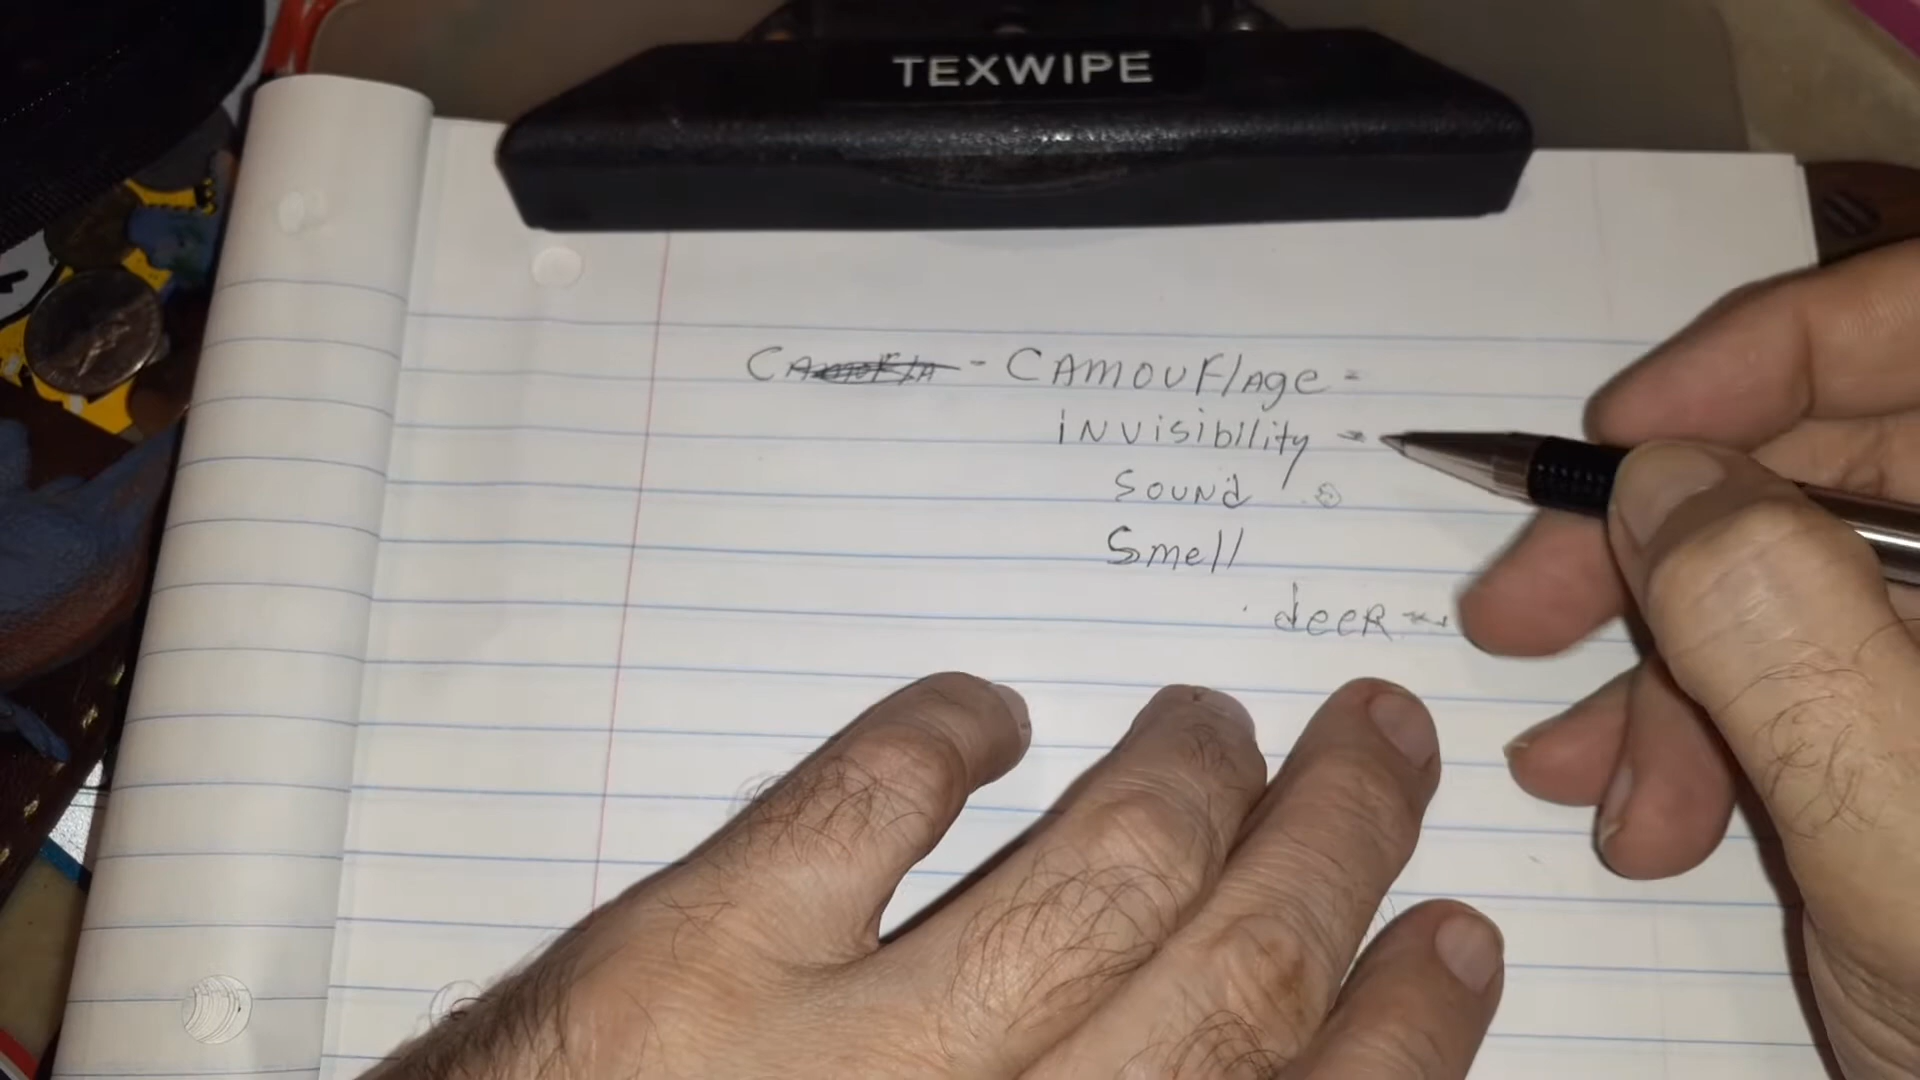 TEXWIPE
- CAMOUFlAge -
iNVisibility -
SouNd
Smell
deeR